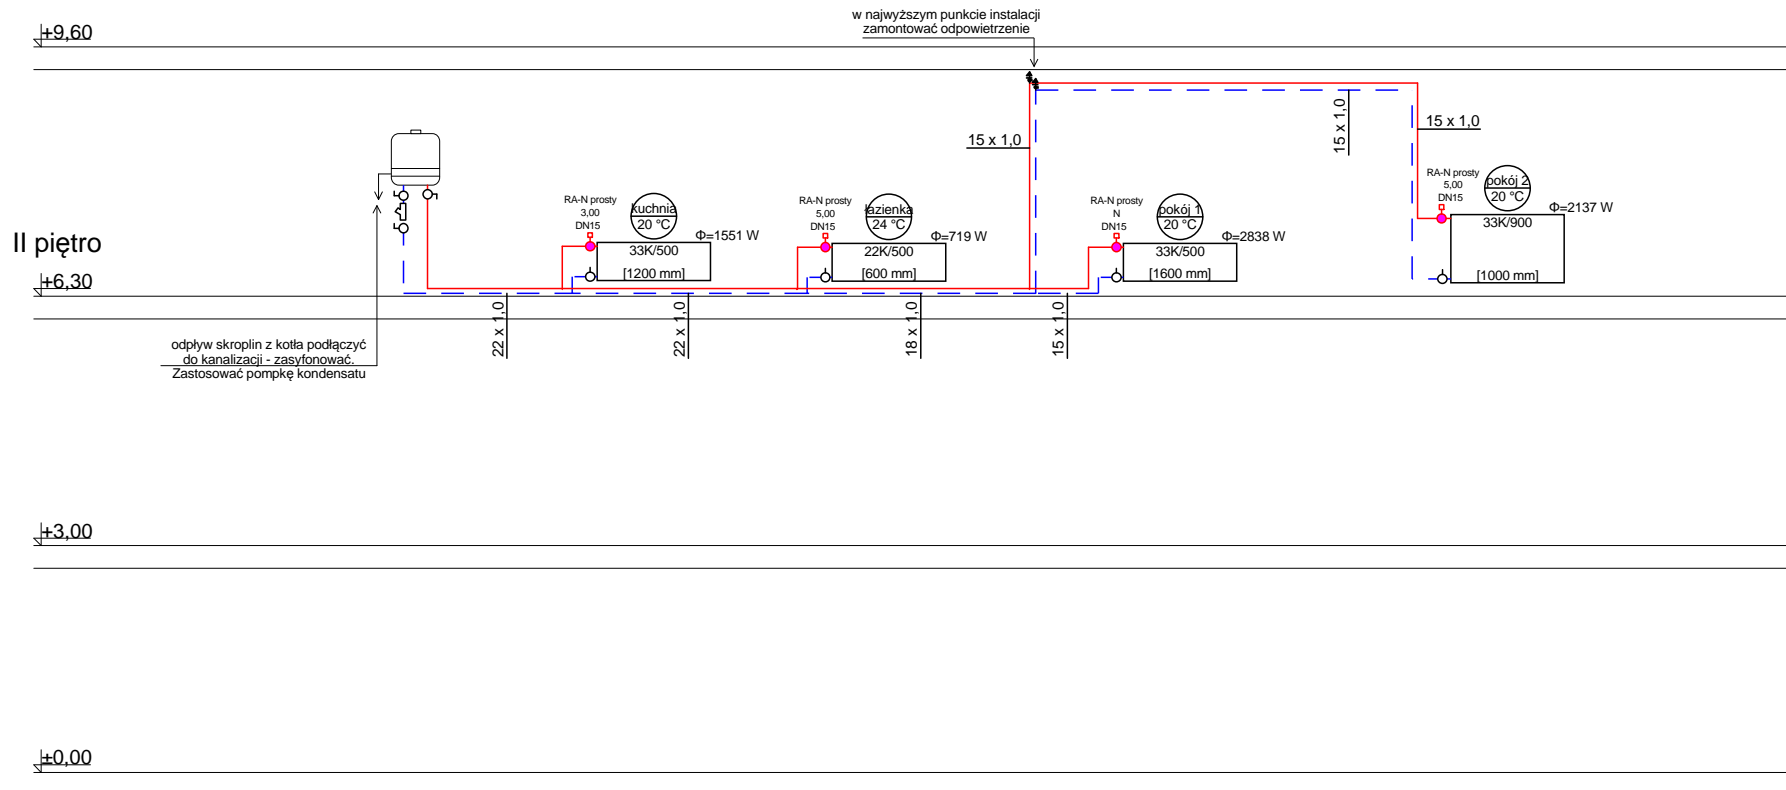 w najwyższym punkcie instalacji
zamontować odpowietrzenie
+9,60
15 x 1,0
15 x 1,0
15 x 1,0
RA-N prosty
5,00
DN15
pokój 2
20 °C
Φ=2137 W
33K/900
[1000 mm]
RA-N prosty
3,00
DN15
kuchnia
20 °C
Φ=1551 W
33K/500
[1200 mm]
RA-N prosty
5,00
DN15
łazienka
24 °C
Φ=719 W
22K/500
[600 mm]
RA-N prosty
N
DN15
pokój 1
20 °C
Φ=2838 W
33K/500
[1600 mm]
II piętro
+6,30
22 x 1,0
22 x 1,0
18 x 1,0
15 x 1,0
odpływ skroplin z kotła podłączyć
do kanalizacji - zasyfonować.
Zastosować pompkę kondensatu
+3,00
±0,00